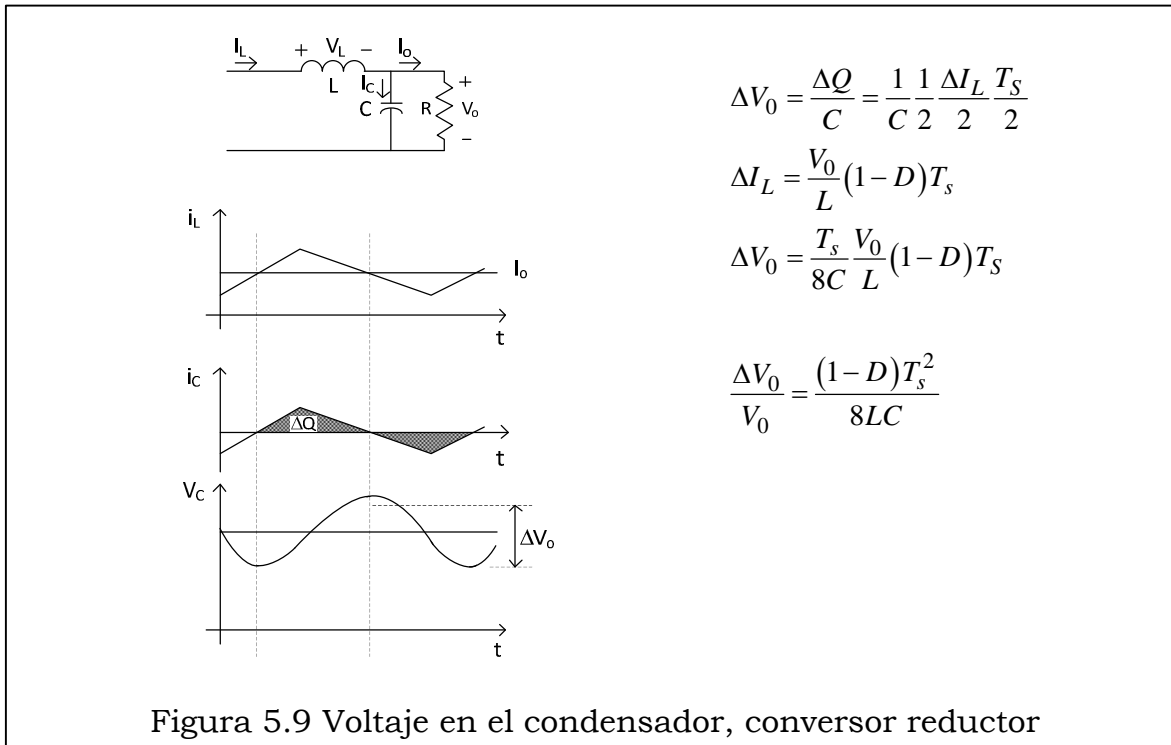 I_L + V_L − I_o
L I_C
C R + V_o −
ΔV_0 = ΔQ/C = 1/C 1/2 ΔI_L/2 T_S/2
ΔI_L = V_0/L (1 − D)T_s
ΔV_0 = T_s/8C V_0/L (1 − D)T_S
ΔV_0/V_0 = (1 − D)T_s^2/8LC
i_L
I_o
t
i_C
ΔQ
t
V_C
ΔV_o
t
Figura 5.9 Voltaje en el condensador, conversor reductor